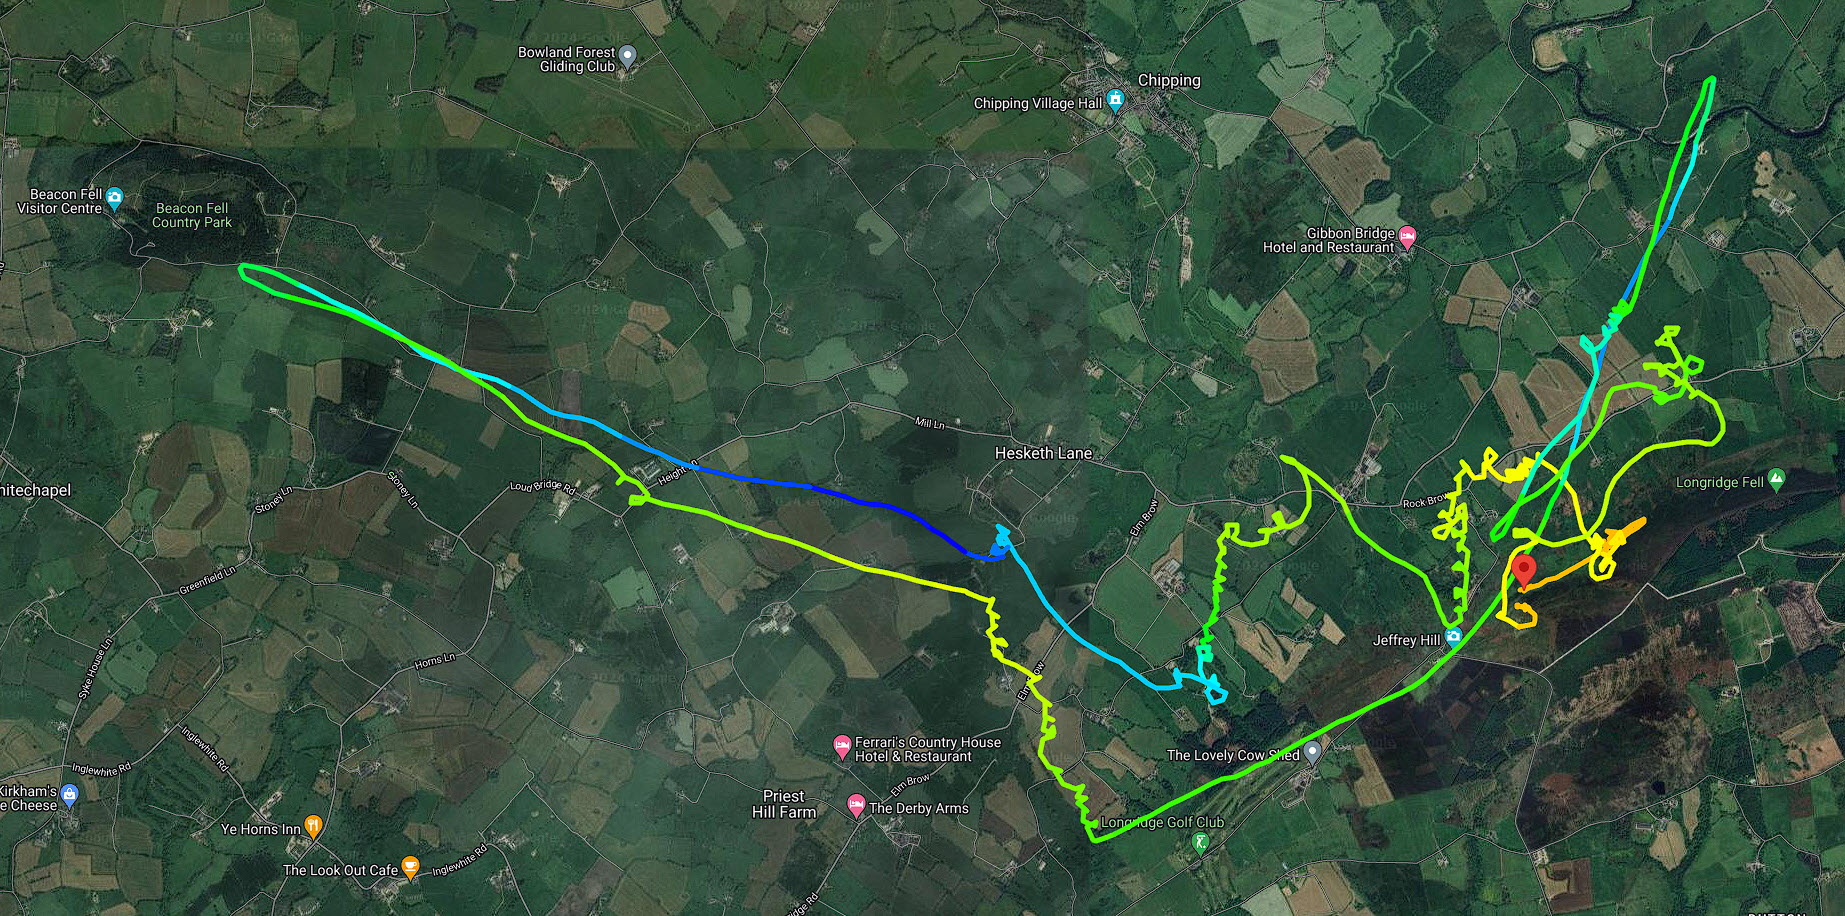 Bowland Forest
Gliding Club
Chipping
Chipping Village Hall
Beacon Fell
Visitor Centre
Beacon Fell
Country Park
Gibbon Bridge
Hotel and Restaurant
Mill Ln
Hesketh Lane
Height Ln
Loud Bridge Rd
Stoney Ln
Stoney Ln
hitechapel
Elm Brow
Rock Brow
Longridge Fell
Greenfield Ln
Syke House Ln
Horns Ln
Elm Brow
Jeffrey Hill
Inglewhite Rd
Inglewhite Rd
Kirkham's
e Cheese
Ferrari's Country House
Hotel & Restaurant
Elm Brow
The Lovely Cow Shed
Priest
Hill Farm
The Derby Arms
Longridge Golf Club
Ye Horns Inn
The Look Out Cafe
Inglewhite Rd
idge Rd
© 2024 Google